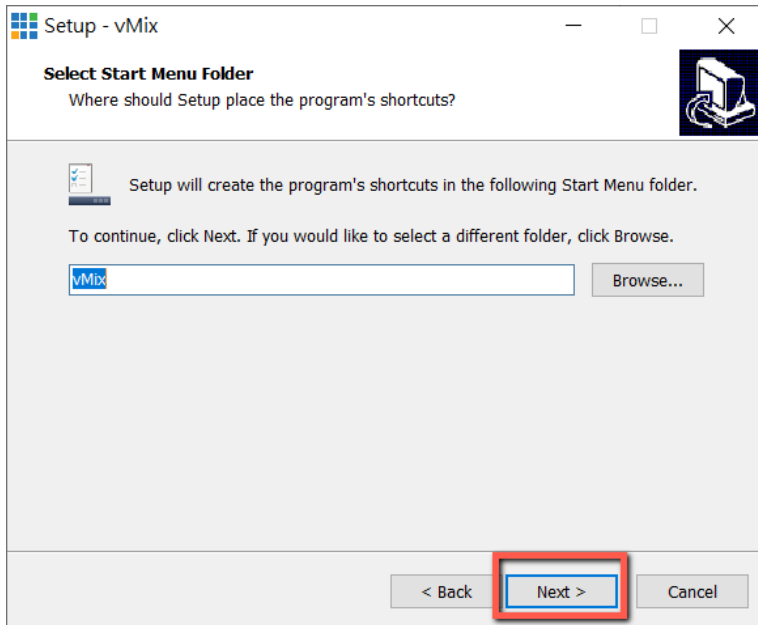 Setup - vMix
Select Start Menu Folder
Where should Setup place the program's shortcuts?
Setup will create the program's shortcuts in the following Start Menu folder.
To continue, click Next. If you would like to select a different folder, click Browse.
vMix
Browse...
< Back
Next >
Cancel